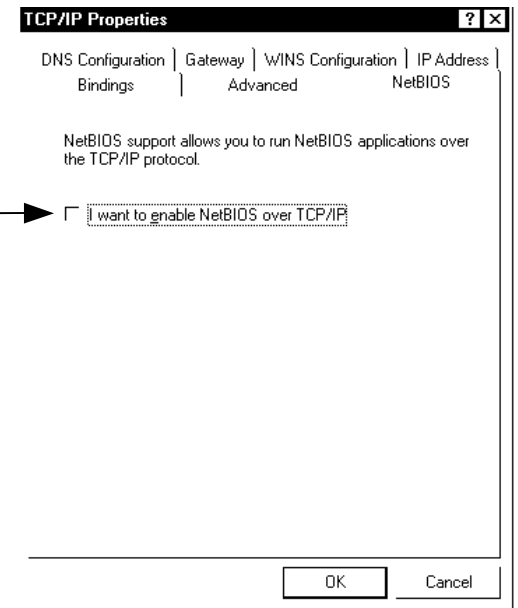 TCP/IP Properties ? X
DNS Configuration Gateway WINS Configuration IP Address
Bindings Advanced NetBIOS
NetBIOS support allows you to run NetBIOS applications over
the TCP/IP protocol.
I want to enable NetBIOS over TCP/IP
OK Cancel